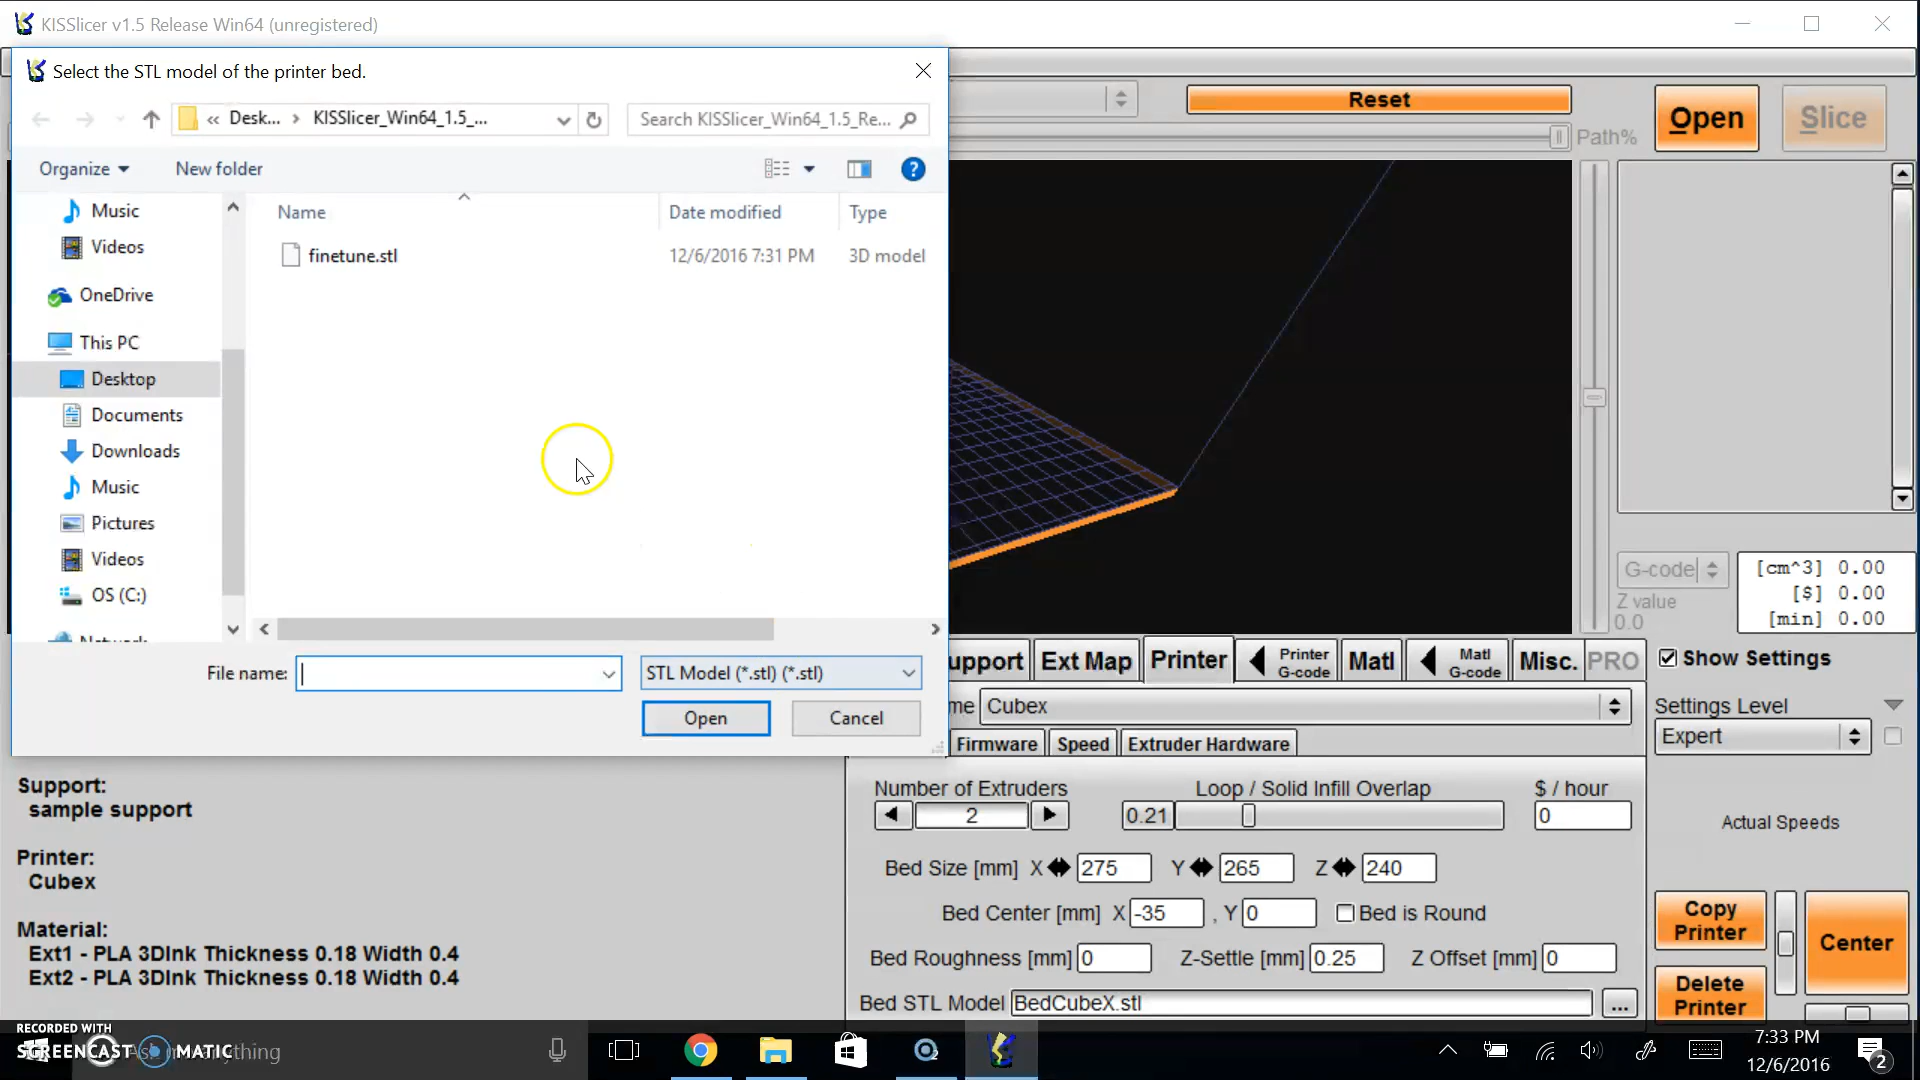 KISSlicer v1.5 Release Win64 (unregistered)
Select the STL model of the printer bed.
« Desk... › KISSlicer_Win64_1.5_...
Search KISSlicer_Win64_1.5_Re...
Organize
New folder
Music
Videos
OneDrive
This PC
Desktop
Documents
Downloads
Music
Pictures
Videos
OS (C:)
Network
Name
Date modified
Type
finetune.stl
12/6/2016 7:31 PM
3D model
File name:
STL Model (*.stl) (*.stl)
Open
Cancel
Reset
Path%
Open
Slice
G-code
Z value
0.0
[cm^3] 0.00
[$] 0.00
[min] 0.00
upport
Ext Map
Printer
Printer
G-code
Matl
Matl
G-code
Misc.
PRO
Show Settings
me
Cubex
Settings Level
Expert
Firmware
Speed
Extruder Hardware
Number of Extruders
2
Loop / Solid Infill Overlap
0.21
$ / hour
0
Actual Speeds
Bed Size [mm] X 275 Y 265 Z 240
Bed Center [mm] X -35 , Y 0
Bed is Round
Bed Roughness [mm] 0
Z-Settle [mm] 0.25
Z Offset [mm] 0
Bed STL Model BedCubeX.stl ...
Copy
Printer
Delete
Printer
Center
Support:
sample support
Printer:
Cubex
Material:
Ext1 - PLA 3DInk Thickness 0.18 Width 0.4
Ext2 - PLA 3DInk Thickness 0.18 Width 0.4
RECORDED WITH
SCREENCAST MATIC
7:33 PM
12/6/2016
2